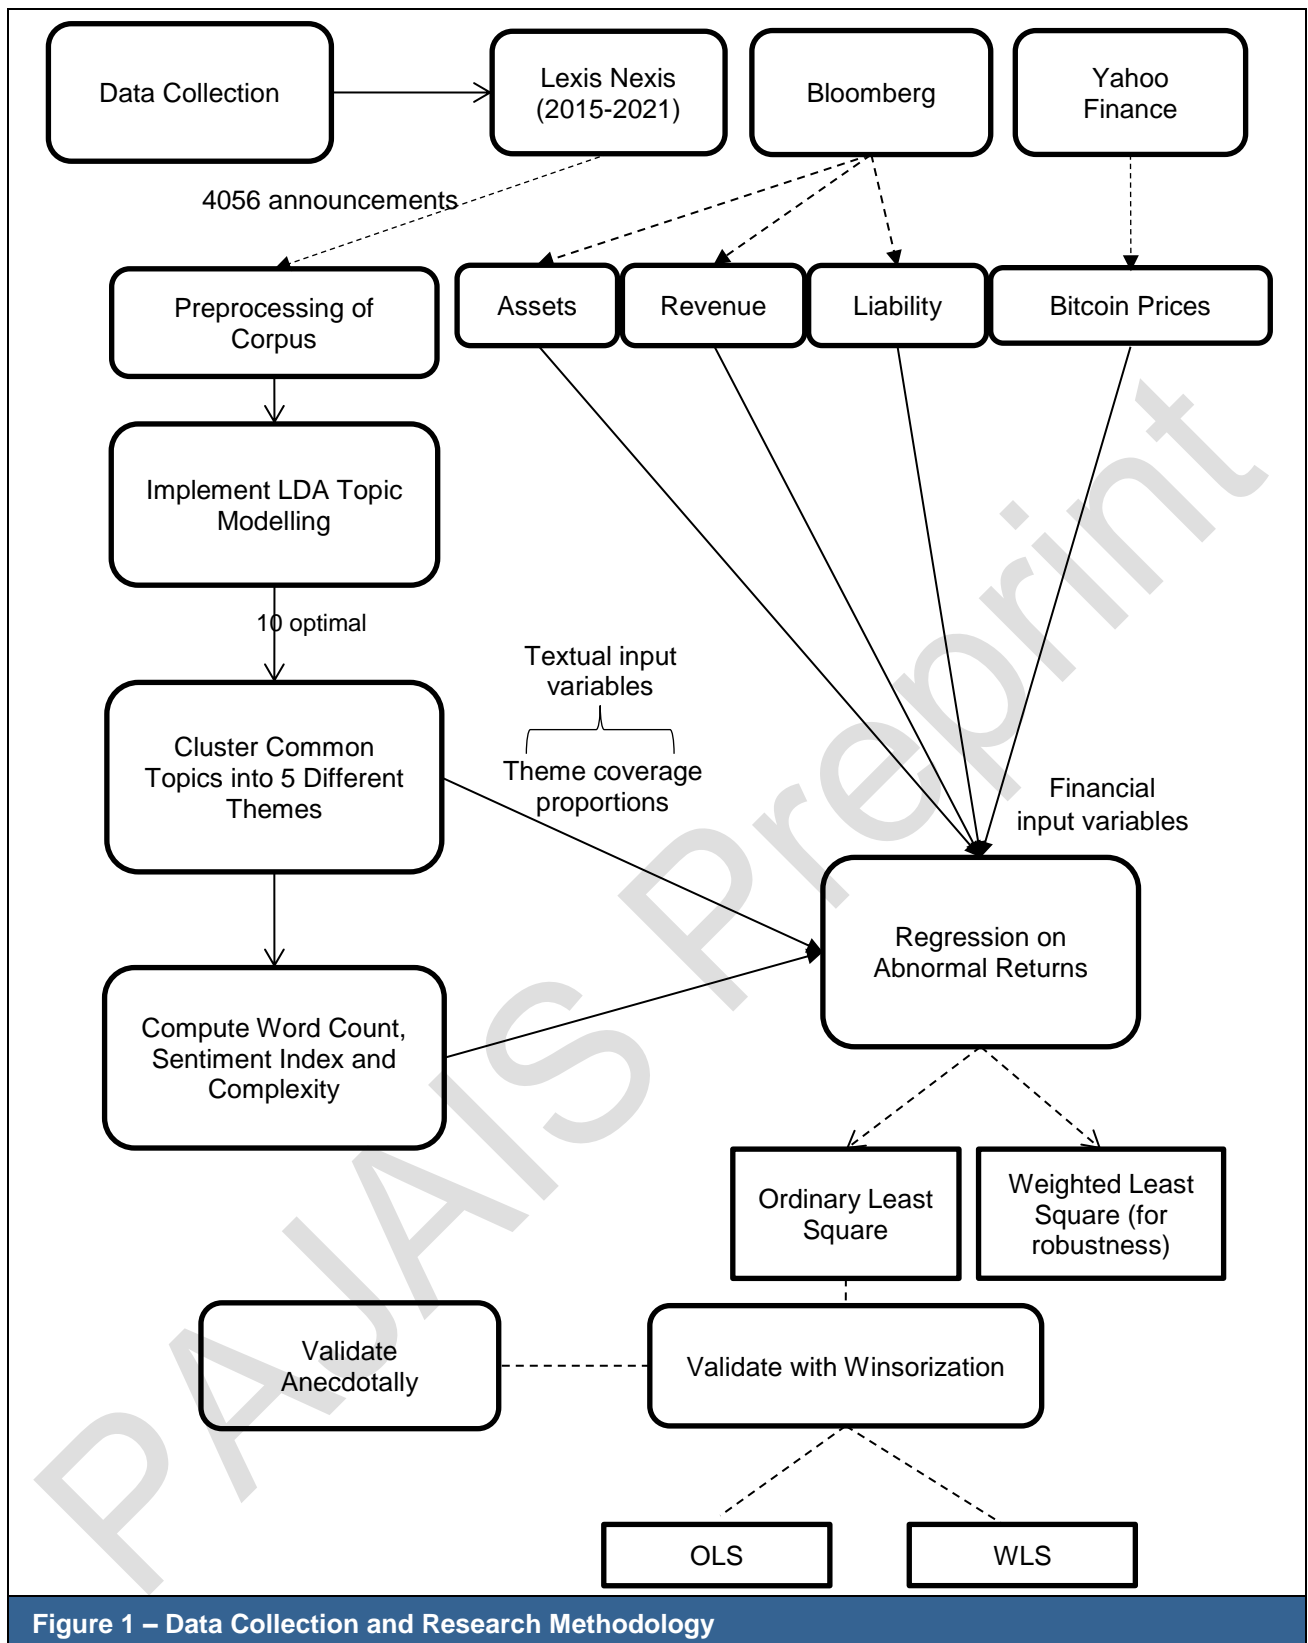 Data Collection
Lexis Nexis
(2015-2021)
Bloomberg
Yahoo
Finance
4056 announcements
Preprocessing of
Corpus
Assets
Revenue
Liability
Bitcoin Prices
Implement LDA Topic
Modelling
10 optimal
Textual input
variables
Theme coverage
proportions
Cluster Common
Topics into 5 Different
Themes
Financial
input variables
Regression on
Abnormal Returns
Compute Word Count,
Sentiment Index and
Complexity
Ordinary Least
Square
Weighted Least
Square (for
robustness)
Validate
Anecdotally
Validate with Winsorization
OLS
WLS
PAJAIS Preprint
Figure 1 – Data Collection and Research Methodology